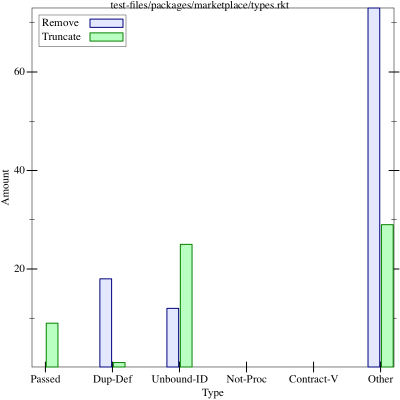 test-files/packages/marketplace/types.rkt
Remove
Truncate
60
40
20
Amount
Passed Dup-Def Unbound-ID Not-Proc Contract-V Other
Type